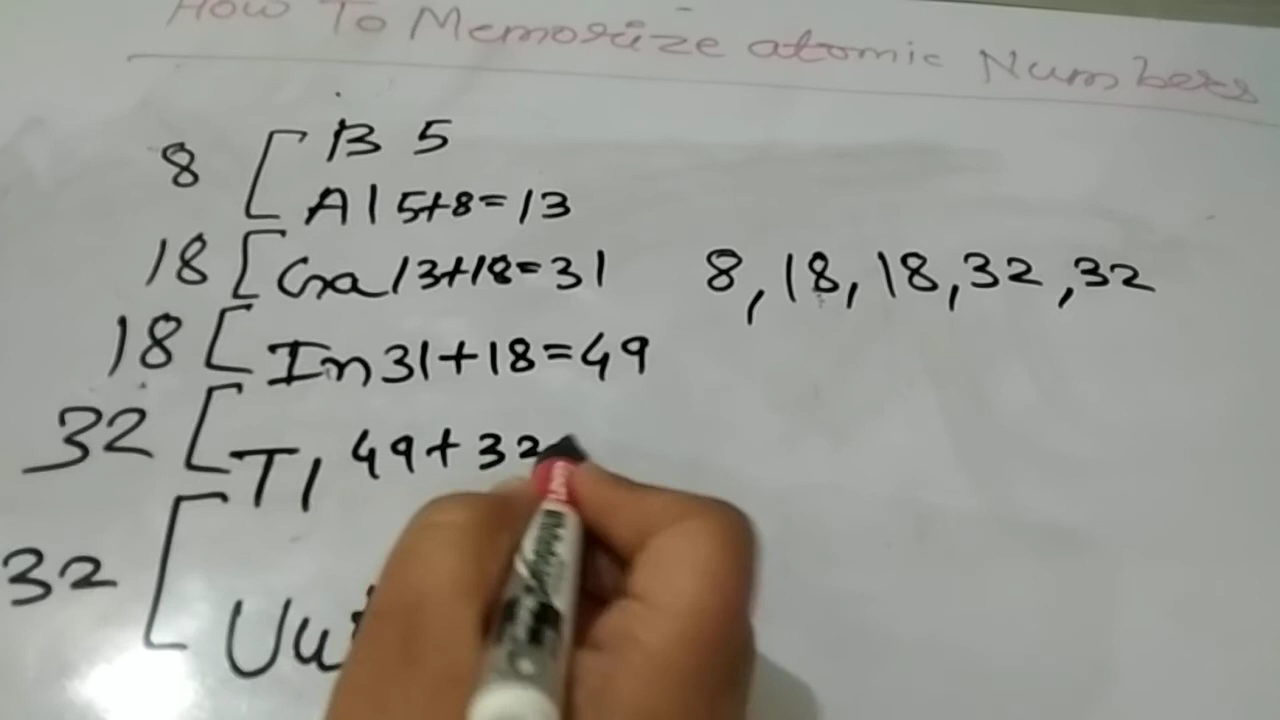 How To Memorize atomic Numbers
8 [ B 5
Al 5+8=13
18 [ Ga 13+18=31
8, 18, 18, 32, 32
18 [ In 31+18=49
32 [ Tl 49+32
32 [ Uu